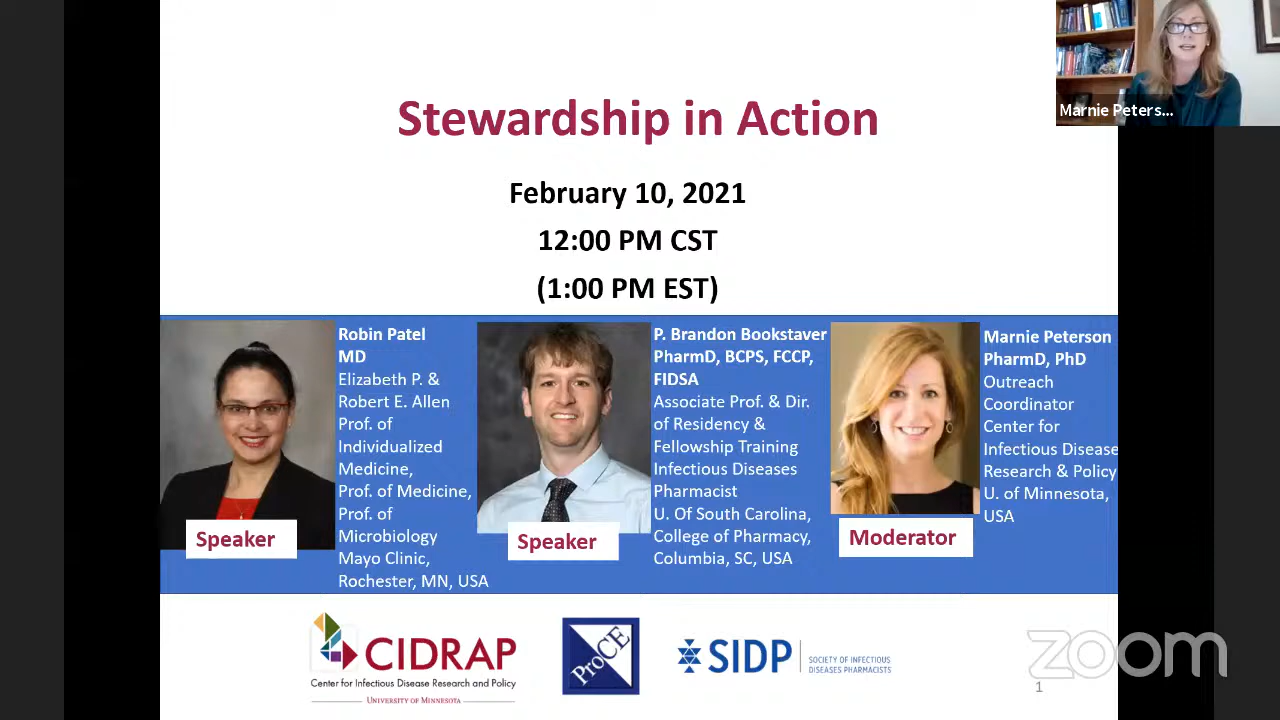 Marnie Peters...
Stewardship in Action
February 10, 2021
12:00 PM CST
(1:00 PM EST)
Robin Patel
MD
Elizabeth P. &
Robert E. Allen
Prof. of
Individualized
Medicine,
Prof. of Medicine,
Prof. of
Microbiology
Mayo Clinic,
Rochester, MN, USA
Speaker
P. Brandon Bookstaver
PharmD, BCPS, FCCP,
FIDSA
Associate Prof. & Dir.
of Residency &
Fellowship Training
Infectious Diseases
Pharmacist
U. Of South Carolina,
College of Pharmacy,
Columbia, SC, USA
Speaker
Marnie Peterson
PharmD, PhD
Outreach
Coordinator
Center for
Infectious Disease
Research & Policy
U. of Minnesota,
USA
Moderator
CIDRAP
Center for Infectious Disease Research and Policy
UNIVERSITY OF MINNESOTA
ProCE
SIDP
SOCIETY OF INFECTIOUS
DISEASES PHARMACISTS
zoom
1